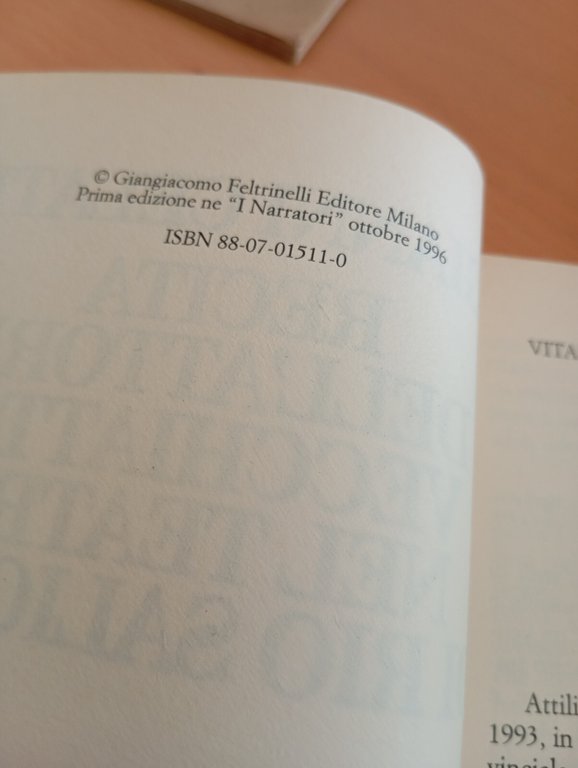 © Giangiacomo Feltrinelli Editore Milano
Prima edizione ne “I Narratori” ottobre 1996
ISBN 88-07-01511-0
VITA
Attili
1993, in